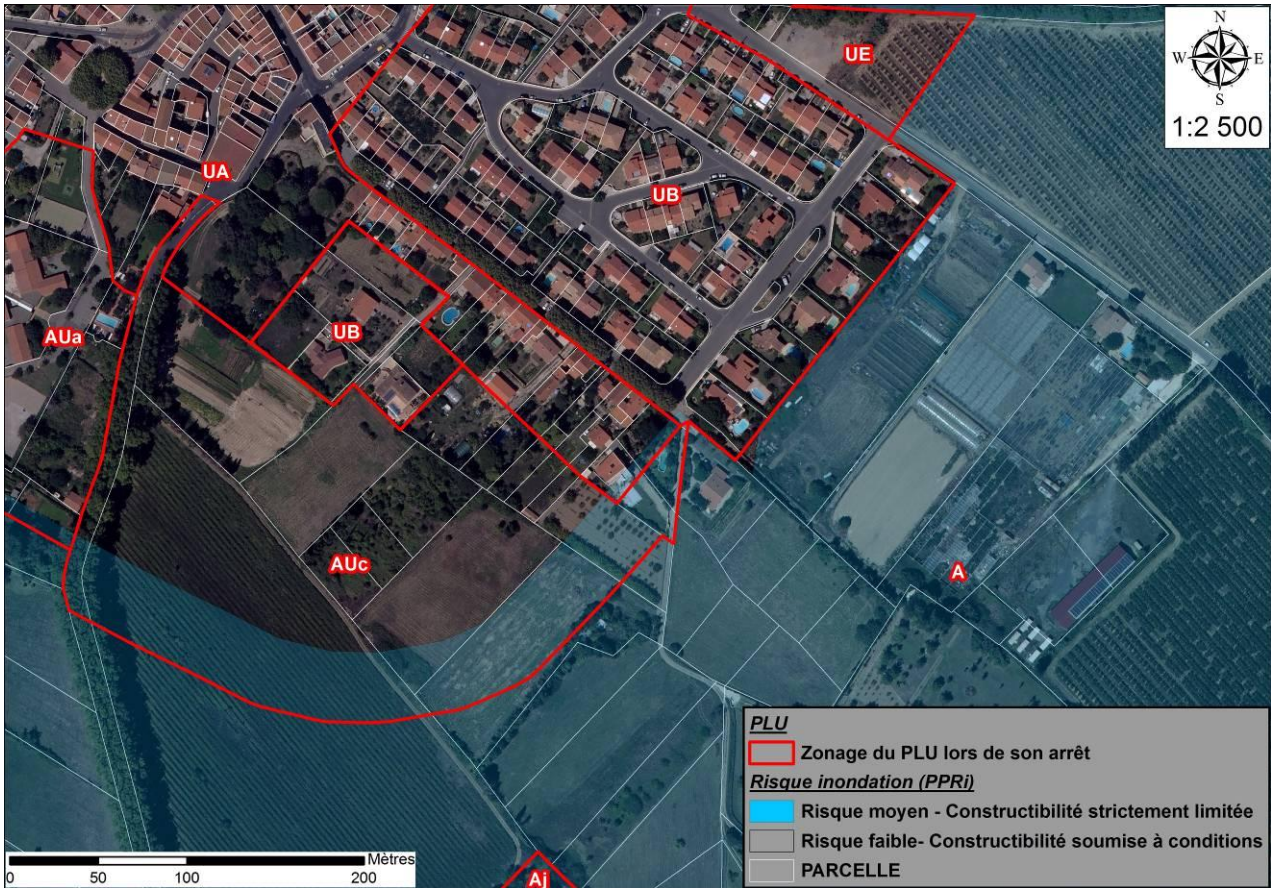 N
W E
S
1:2 500
UE
UA
UB
UB
AUa
AUc
A
Aj
PLU
Zonage du PLU lors de son arrêt
Risque inondation (PPRi)
Risque moyen - Constructibilité strictement limitée
Risque faible- Constructibilité soumise à conditions
PARCELLE
Mètres
0 50 100 200